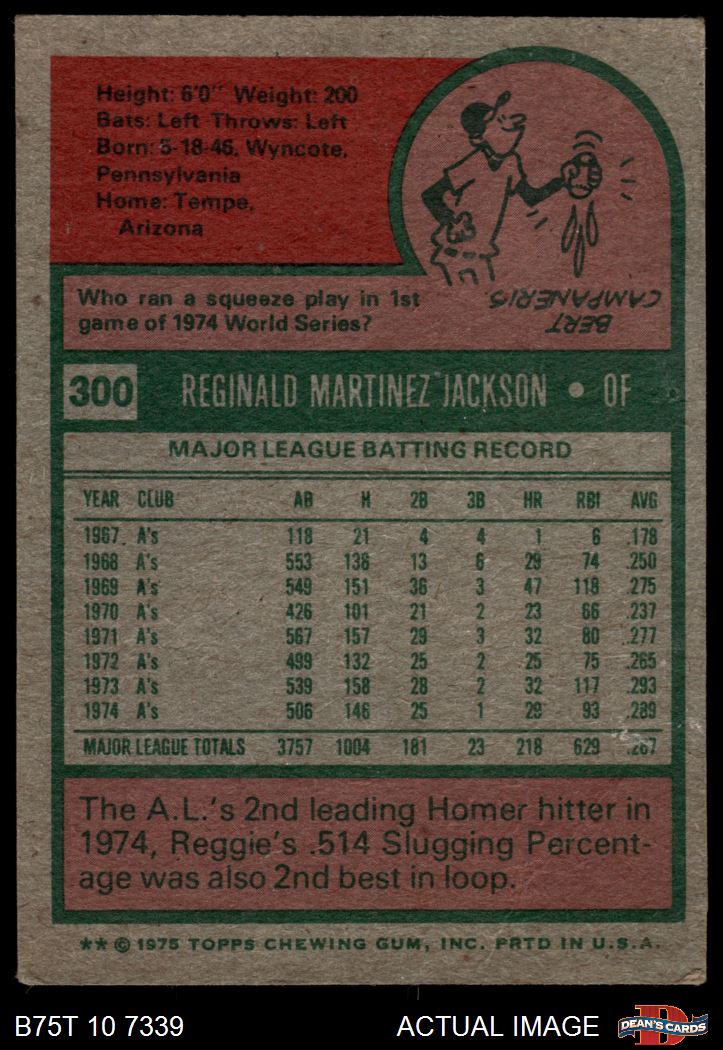 Height: 6'0" Weight: 200
Bats: Left Throws: Left
Born: 5-18-46, Wyncote,
Pennsylvania
Home: Tempe,
Arizona
BERT
CAMPANERIS
Who ran a squeeze play in 1st
game of 1974 World Series?
300 REGINALD MARTINEZ JACKSON • OF
MAJOR LEAGUE BATTING RECORD
YEAR CLUB AB H 2B 3B HR RBI AVG
1967 A's 118 21 4 4 1 6 .178
1968 A's 553 138 13 6 29 74 .250
1969 A's 549 151 36 3 47 118 .275
1970 A's 426 101 21 2 23 66 .237
1971 A's 567 157 29 3 32 80 .277
1972 A's 499 132 25 2 25 75 .265
1973 A's 539 158 28 2 32 117 .293
1974 A's 506 146 25 1 29 93 .289
MAJOR LEAGUE TOTALS 3757 1004 181 23 218 629 .267
The A.L.'s 2nd leading Homer hitter in
1974, Reggie's .514 Slugging Percent-
age was also 2nd best in loop.
** © 1975 TOPPS CHEWING GUM, INC. PRTD IN U.S.A.
B75T 10 7339 ACTUAL IMAGE DEAN'S CARDS